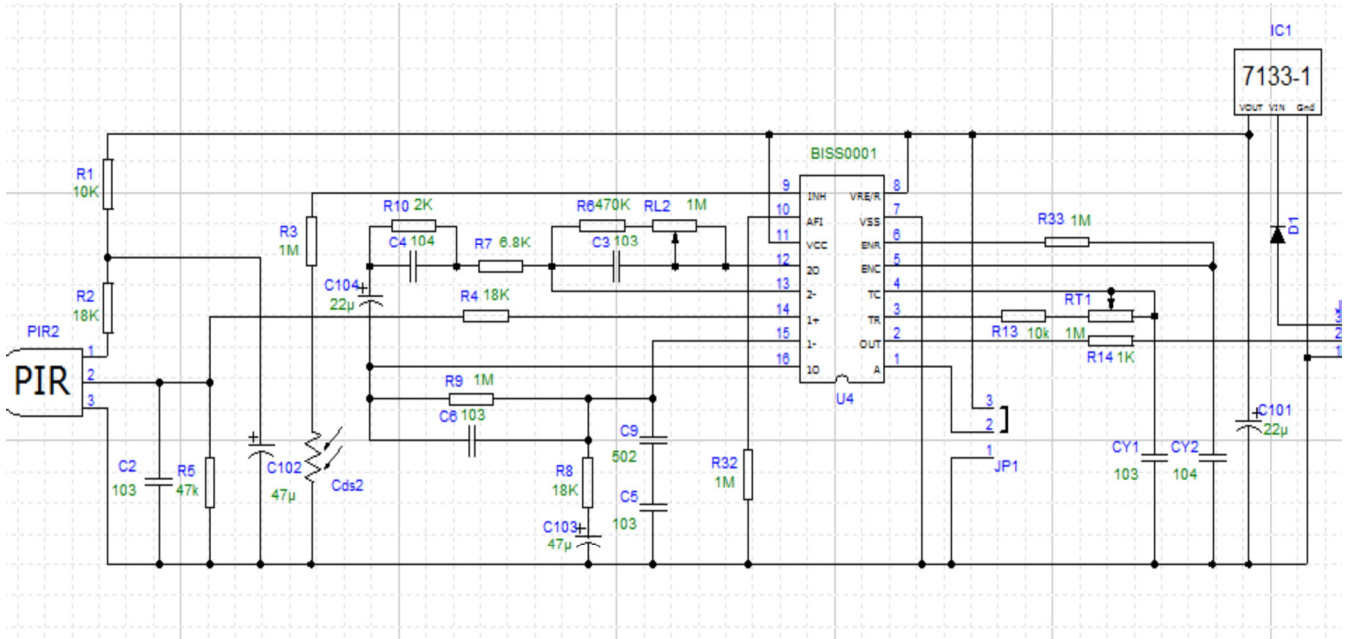 IC1
7133-1
VOUT VIN Gnd
BISS0001
R1
10K
9
INH
VRE/R
8
R10 2K
R6 470K
RL2 1M
10
AFI
VSS
7
R3
1M
C4 104
R7 6.8K
C3 103
11
VCC
ENR
6
R33 1M
D1
12
2O
ENC
5
C104
+
22µ
R4 18K
13
2-
TC
4
RT1
1M
R2
18K
14
1+
TR
3
R13 10k
PIR2
15
1-
OUT
2
R14 1K
3
2
1
1
PIR
2
3
16
1O
A
1
U4
R9 1M
C6 103
3
2
1
JP1
C2
103
R5
47k
+
C102
47µ
Cds2
R8
18K
C9
502
C5
103
C103
+
47µ
R32
1M
CY1
103
CY2
104
+
C101
22µ